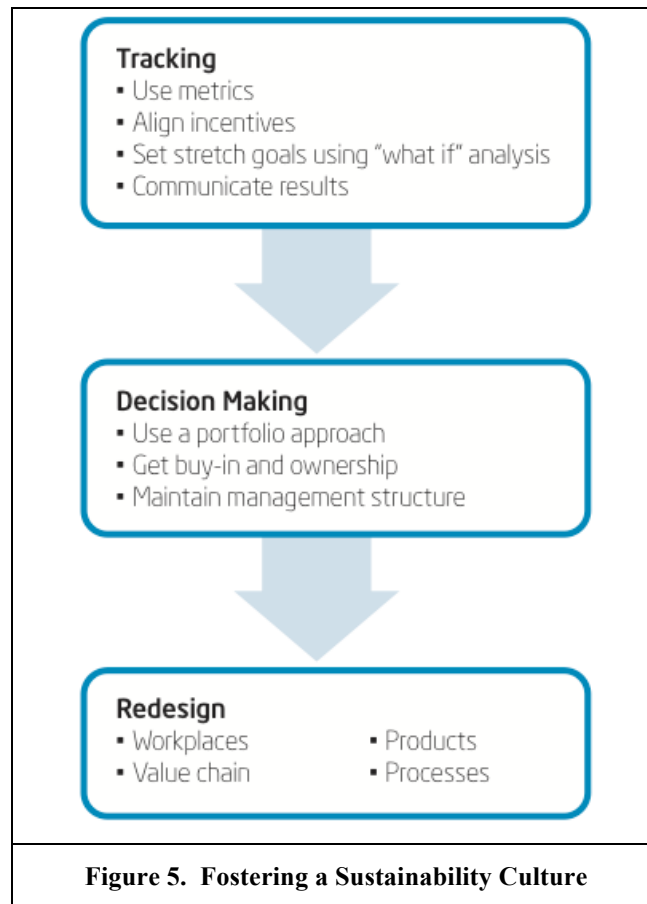 Tracking
▪ Use metrics
▪ Align incentives
▪ Set stretch goals using "what if" analysis
▪ Communicate results
Decision Making
▪ Use a portfolio approach
▪ Get buy-in and ownership
▪ Maintain management structure
Redesign
▪ Workplaces ▪ Products
▪ Value chain ▪ Processes
Figure 5. Fostering a Sustainability Culture